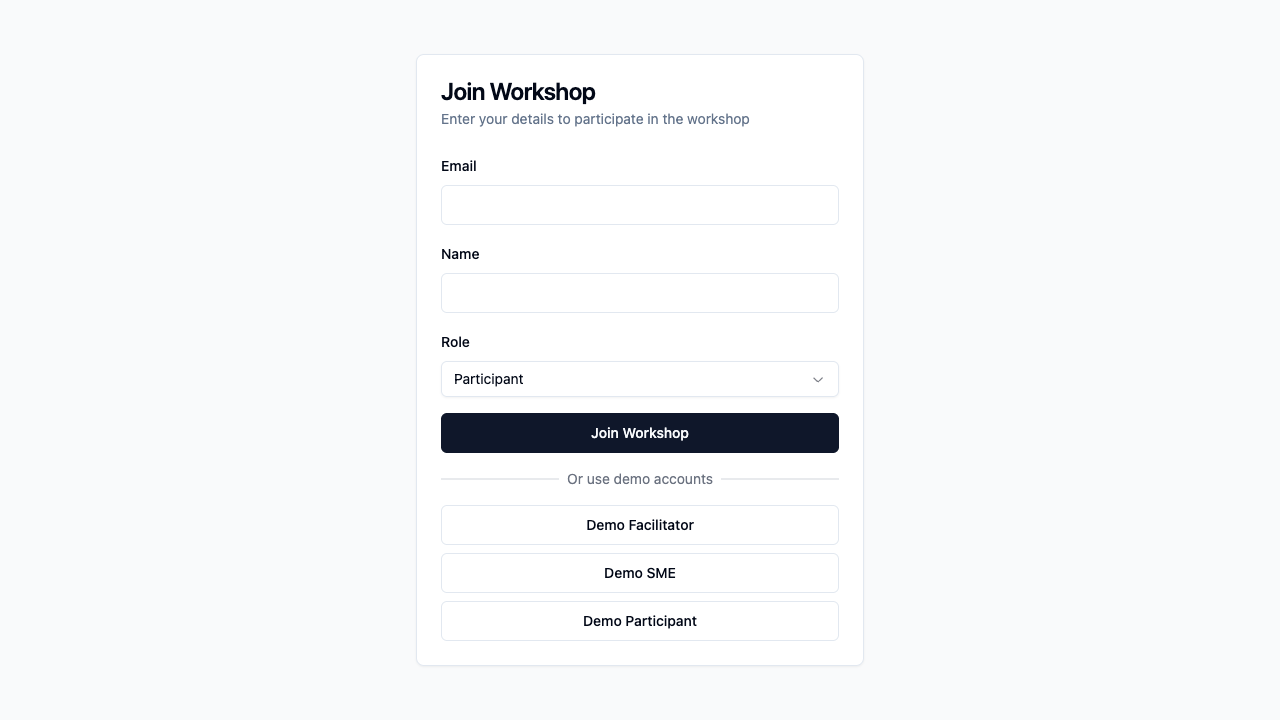 Join Workshop
Enter your details to participate in the workshop
Email
Name
Role
Participant
Join Workshop
Or use demo accounts
Demo Facilitator
Demo SME
Demo Participant